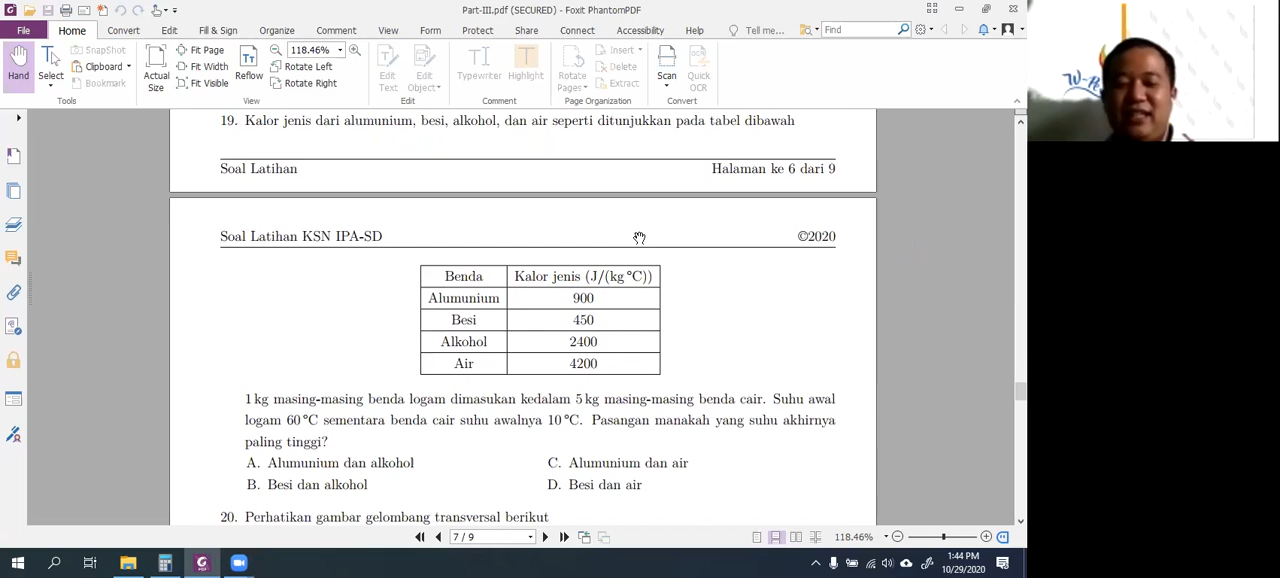 Part-III.pdf (SECURED) - Foxit PhantomPDF
File Home Convert Edit Fill & Sign Organize Comment View Form Protect Share Connect Accessibility Help Tell me... Find
Hand
Select
SnapShot
Clipboard
Bookmark
Tools
Actual Size
Fit Page
Fit Width
Fit Visible
Reflow
118.46%
Rotate Left
Rotate Right
View
Edit Text
Edit Object
Edit
Typewriter
Highlight
Comment
Rotate Pages
Insert
Delete
Extract
Page Organization
Scan
Quick OCR
Convert
19. Kalor jenis dari alumunium, besi, alkohol, dan air seperti ditunjukkan pada tabel dibawah
Soal Latihan Halaman ke 6 dari 9
Soal Latihan KSN IPA-SD ©2020
Benda Kalor jenis (J/(kg °C))
Alumunium 900
Besi 450
Alkohol 2400
Air 4200
1 kg masing-masing benda logam dimasukan kedalam 5 kg masing-masing benda cair. Suhu awal
logam 60 °C sementara benda cair suhu awalnya 10 °C. Pasangan manakah yang suhu akhirnya
paling tinggi?
A. Alumunium dan alkohol C. Alumunium dan air
B. Besi dan alkohol D. Besi dan air
20. Perhatikan gambar gelombang transversal berikut
7 / 9 118.46%
1:44 PM
10/29/2020